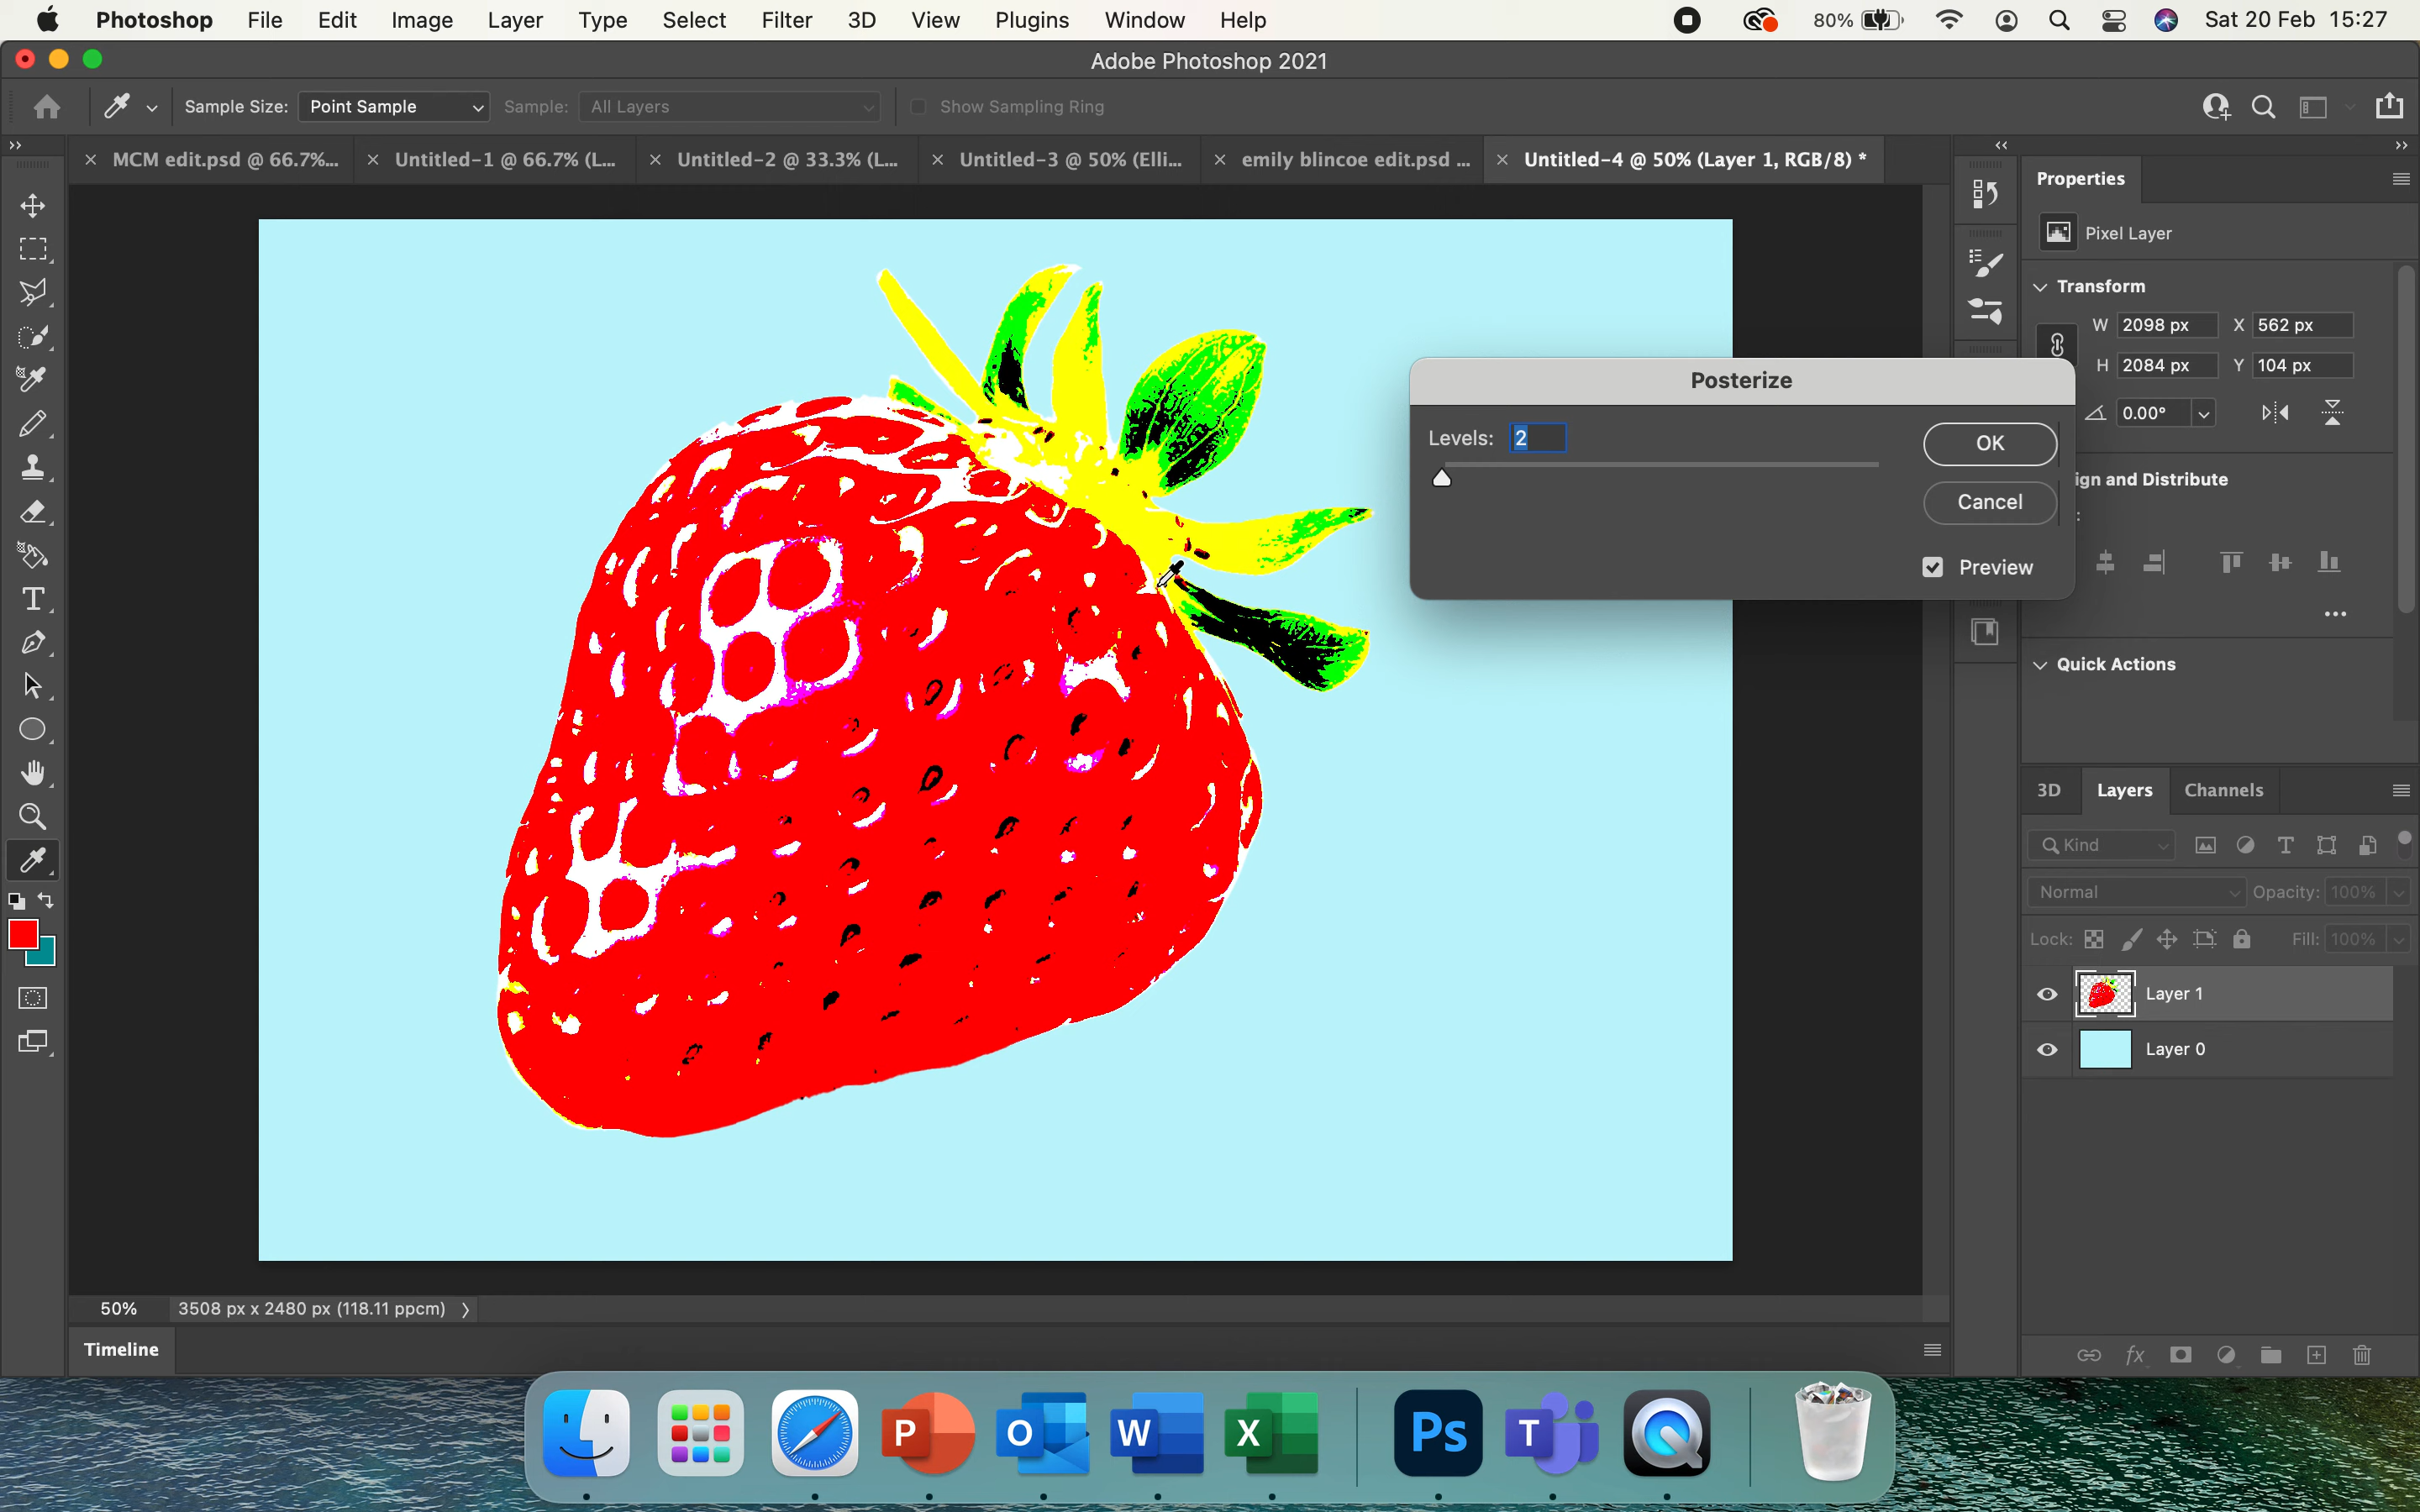 Photoshop File Edit Image Layer Type Select Filter 3D View Plugins Window Help 80% Sat 20 Feb 15:27
Adobe Photoshop 2021
Sample Size: Point Sample Sample: All Layers Show Sampling Ring
MCM edit.psd @ 66.7%... Untitled-1 @ 66.7% (L... Untitled-2 @ 33.3% (L... Untitled-3 @ 50% (Elli... emily blincoe edit.psd ... Untitled-4 @ 50% (Layer 1, RGB/8) *
Properties
Pixel Layer
Transform
W 2098 px X 562 px
H 2084 px Y 104 px
0.00°
Posterize
Levels: 2
OK
Cancel
Preview
ign and Distribute
:
Quick Actions
3D Layers Channels
Kind
Normal Opacity: 100%
Lock: Fill: 100%
Layer 1
Layer 0
50% 3508 px x 2480 px (118.11 ppcm)
Timeline
P O W X Ps T